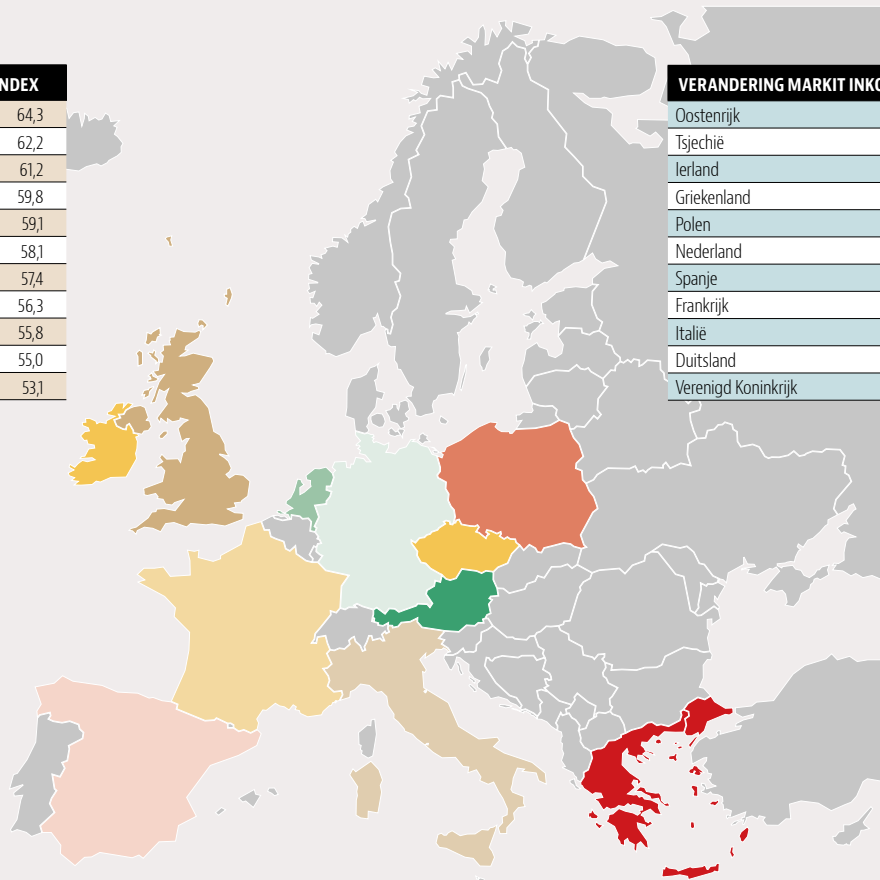 NDEX
64,3
62,2
61,2
59,8
59,1
58,1
57,4
56,3
55,8
55,0
53,1
VERANDERING MARKIT INKO
Oostenrijk
Tsjechië
Ierland
Griekenland
Polen
Nederland
Spanje
Frankrijk
Italië
Duitsland
Verenigd Koninkrijk